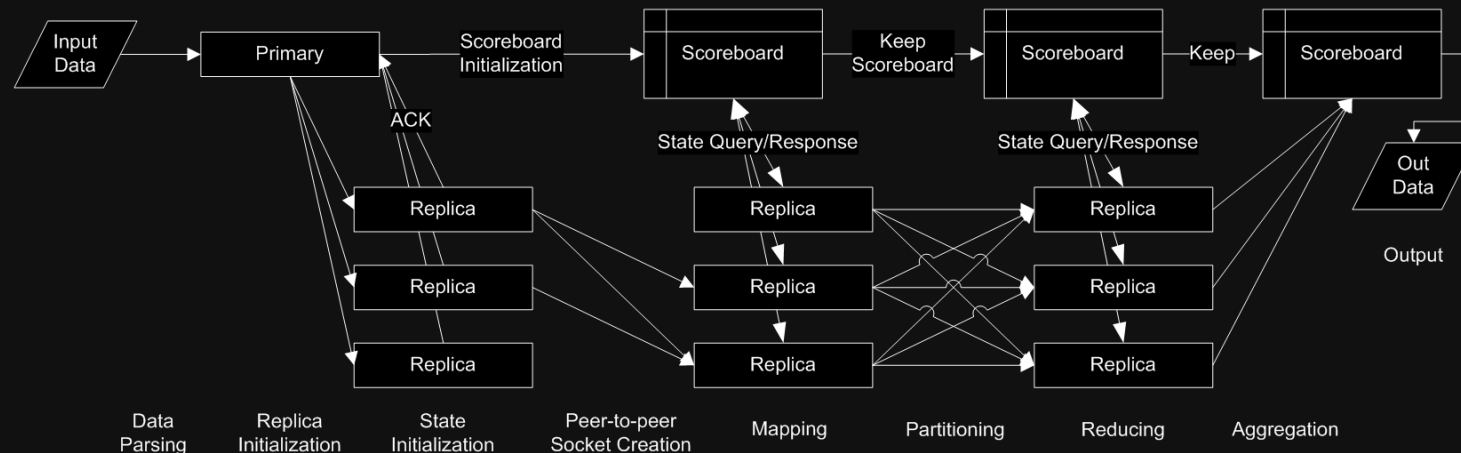 Input
Data
Primary
Scoreboard
Initialization
Scoreboard
Keep
Scoreboard
Scoreboard
Keep
Scoreboard
ACK
State Query/Response
State Query/Response
Out
Data
Replica
Replica
Replica
Replica
Replica
Replica
Replica
Replica
Replica
Output
Data
Parsing
Replica
Initialization
State
Initialization
Peer-to-peer
Socket Creation
Mapping
Partitioning
Reducing
Aggregation